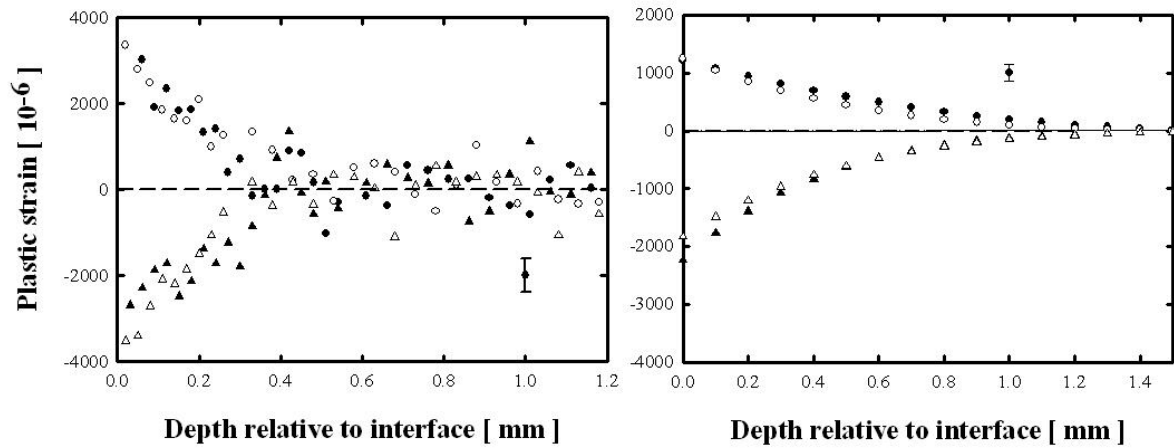 Plastic strain [ 10-6 ]
4000
2000
0
-2000
-4000
0.0 0.2 0.4 0.6 0.8 1.0 1.2
Depth relative to interface [ mm ]
2000
1000
0
-1000
-2000
-3000
-4000
0.0 0.2 0.4 0.6 0.8 1.0 1.2 1.4
Depth relative to interface [ mm ]